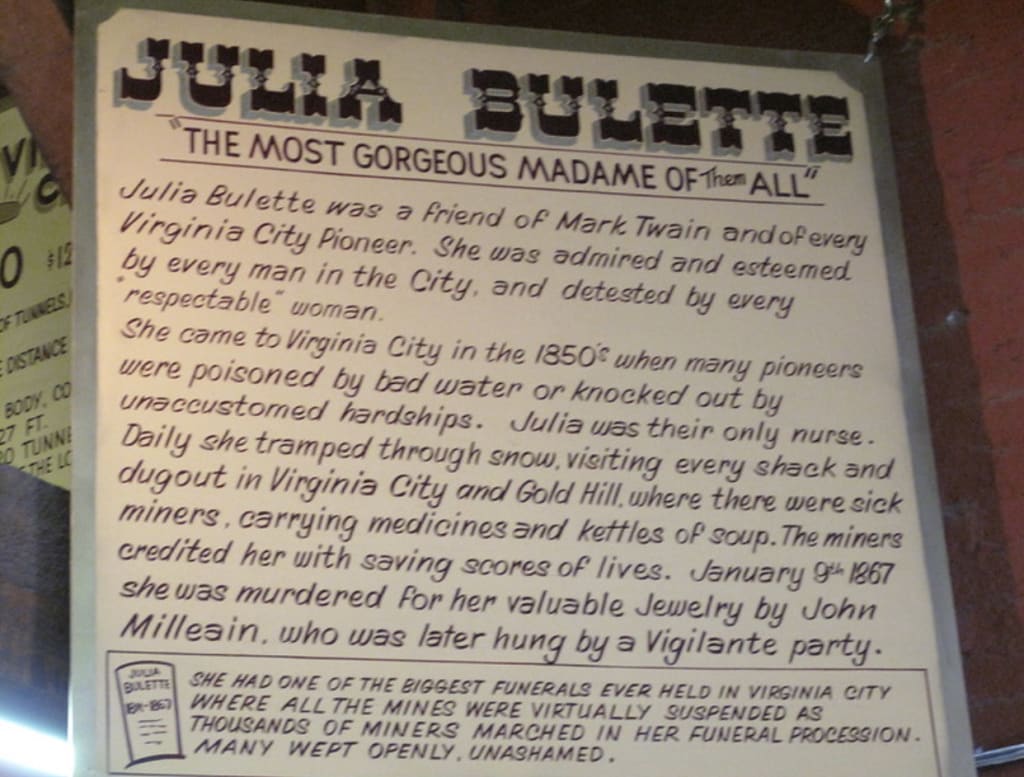 JULIA BULETTE
"THE MOST GORGEOUS MADAME OF Them ALL"
Julia Bulette was a friend of Mark Twain and of every
Virginia City Pioneer. She was admired and esteemed
by every man in the City, and detested by every
"respectable" woman.
She came to Virginia City in the 1850's when many pioneers
were poisoned by bad water or knocked out by
unaccustomed hardships. Julia was their only nurse.
Daily she tramped through snow, visiting every shack and
dugout in Virginia City and Gold Hill, where there were sick
miners, carrying medicines and kettles of soup. The miners
credited her with saving scores of lives. January 9th 1867
she was murdered for her valuable Jewelry by John
Milleain, who was later hung by a Vigilante party.
JULIA
BULETTE
SHE HAD ONE OF THE BIGGEST FUNERALS EVER HELD IN VIRGINIA CITY
WHERE ALL THE MINES WERE VIRTUALLY SUSPENDED AS
THOUSANDS OF MINERS MARCHED IN HER FUNERAL PROCESSION.
MANY WEPT OPENLY, UNASHAMED.
$12
OF TUNNELS
DISTANCE
BODY, CO
27 FT.